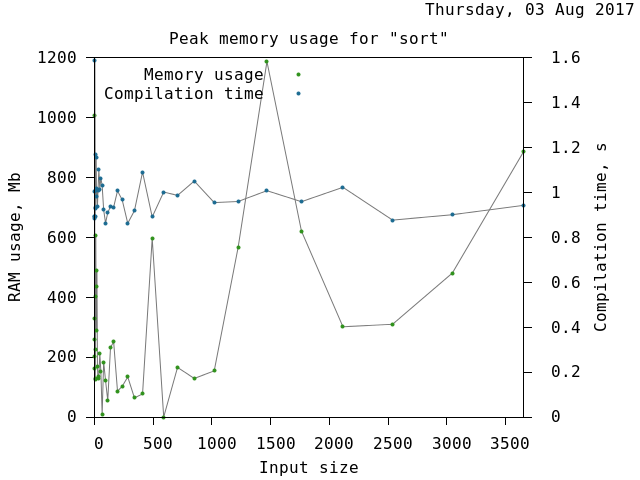 Thursday, 03 Aug 2017
Peak memory usage for "sort"
Memory usage
Compilation time
RAM usage, Mb
1200
1000
800
600
400
200
0
1.6
1.4
1.2
1
0.8
0.6
0.4
0.2
0
Compilation time, s
0 500 1000 1500 2000 2500 3000 3500
Input size